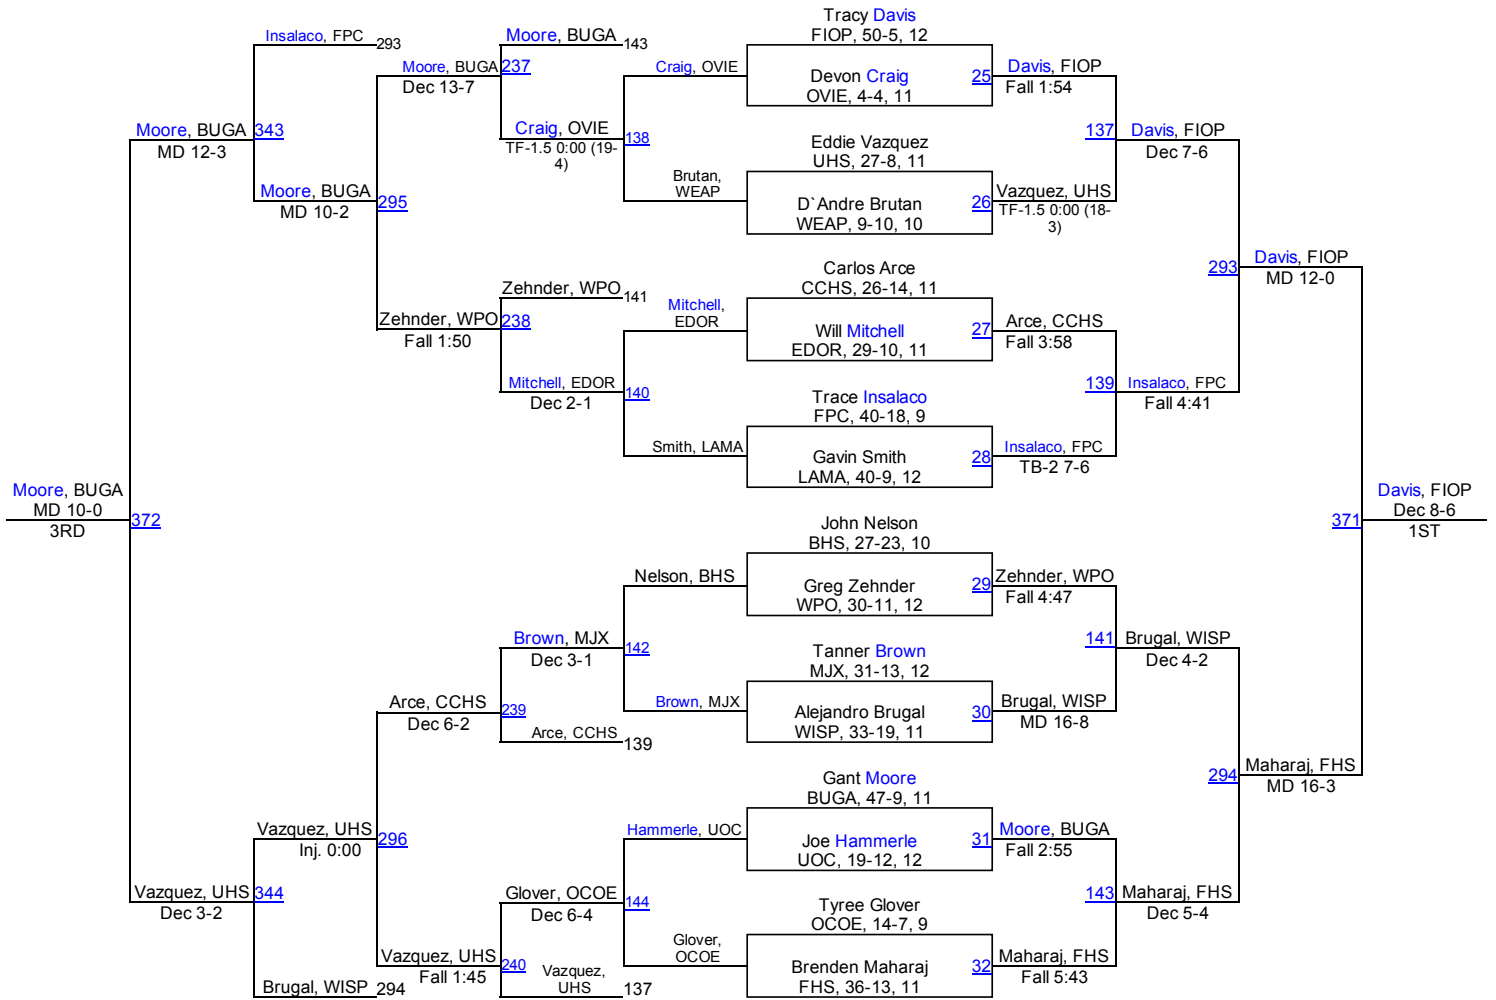 Insalaco, FPC
293
Moore, BUGA
MD 12-3
343
Moore, BUGA
MD 10-2
295
Moore, BUGA
Dec 13-7
237
Moore, BUGA
143
Craig, OVIE
TF-1.5 0:00 (19-
4)
138
Craig, OVIE
Brutan,
WEAP
Zehnder, WPO
Fall 1:50
238
Zehnder, WPO
141
Mitchell, EDOR
Dec 2-1
140
Mitchell,
EDOR
Smith, LAMA
Moore, BUGA
MD 10-0
3RD
372
Nelson, BHS
Brown, MJX
Dec 3-1
142
Brown, MJX
Arce, CCHS
Dec 6-2
239
Arce, CCHS
139
Vazquez, UHS
Inj. 0:00
296
Vazquez, UHS
Dec 3-2
344
Hammerle, UOC
Glover, OCOE
Dec 6-4
144
Glover,
OCOE
Vazquez, UHS
Fall 1:45
240
Vazquez,
UHS
137
Brugal, WISP
294
Tracy Davis
FIOP, 50-5, 12
Devon Craig
OVIE, 4-4, 11
25
Eddie Vazquez
UHS, 27-8, 11
D`Andre Brutan
WEAP, 9-10, 10
26
Carlos Arce
CCHS, 26-14, 11
Will Mitchell
EDOR, 29-10, 11
27
Trace Insalaco
FPC, 40-18, 9
Gavin Smith
LAMA, 40-9, 12
28
John Nelson
BHS, 27-23, 10
Greg Zehnder
WPO, 30-11, 12
29
Tanner Brown
MJX, 31-13, 12
Alejandro Brugal
WISP, 33-19, 11
30
Gant Moore
BUGA, 47-9, 11
Joe Hammerle
UOC, 19-12, 12
31
Tyree Glover
OCOE, 14-7, 9
Brenden Maharaj
FHS, 36-13, 11
32
Davis, FIOP
Fall 1:54
137
Davis, FIOP
Dec 7-6
Vazquez, UHS
TF-1.5 0:00 (18-
3)
293
Davis, FIOP
MD 12-0
Arce, CCHS
Fall 3:58
139
Insalaco, FPC
Fall 4:41
Insalaco, FPC
TB-2 7-6
371
Davis, FIOP
Dec 8-6
1ST
Zehnder, WPO
Fall 4:47
141
Brugal, WISP
Dec 4-2
Brugal, WISP
MD 16-8
294
Maharaj, FHS
MD 16-3
Moore, BUGA
Fall 2:55
143
Maharaj, FHS
Dec 5-4
Maharaj, FHS
Fall 5:43